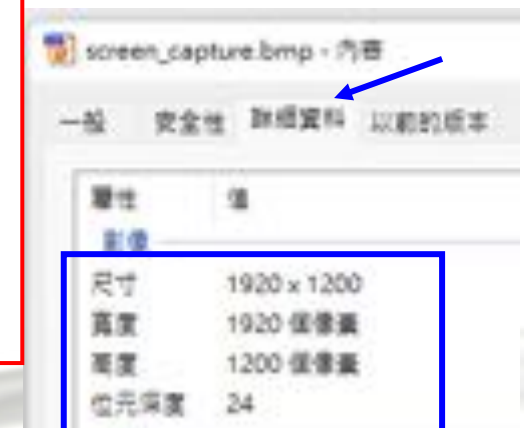 screen_capture.bmp - 內容
一般 安全性 詳細資料 以前的版本
屬性 值
影像
尺寸 1920 x 1200
寬度 1920 個像素
高度 1200 個像素
位元深度 24